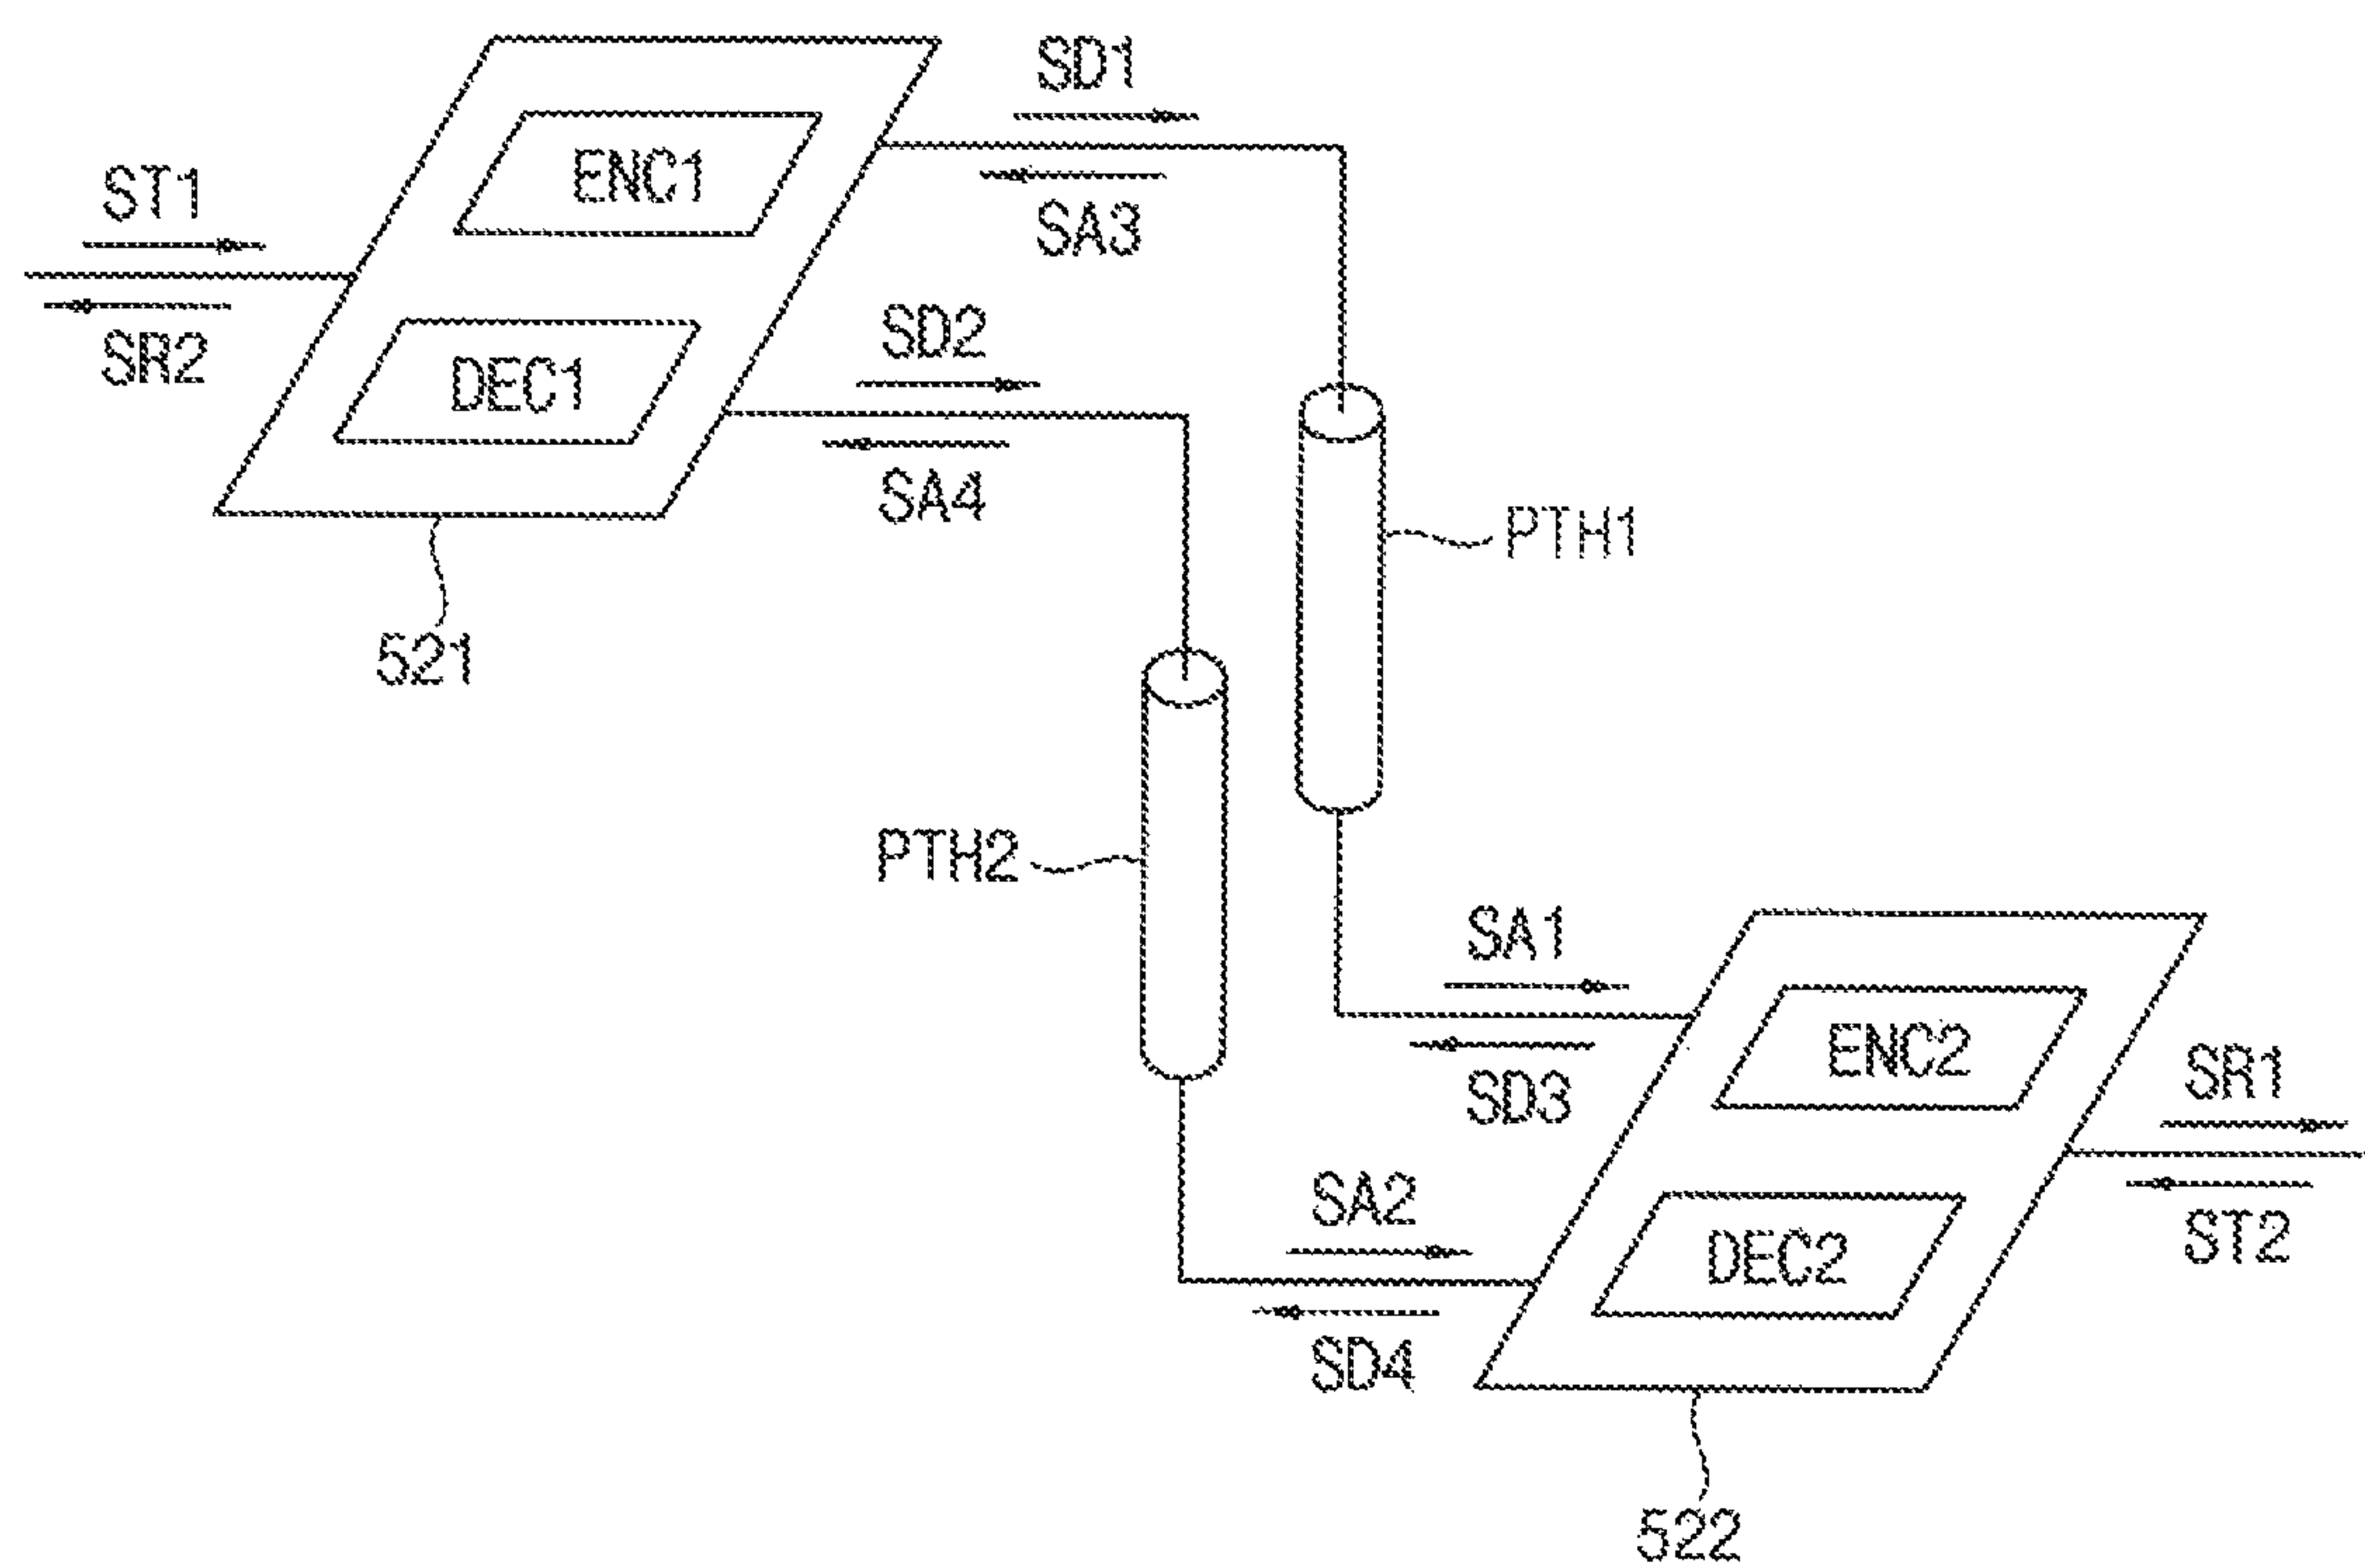 SD1
ENC1
ST1
SA3
SD2
SR2
DEC1
SA4
PTH1
521
PTH2
SA1
ENC2
SR1
SD3
SA2
ST2
DEC2
SD4
522